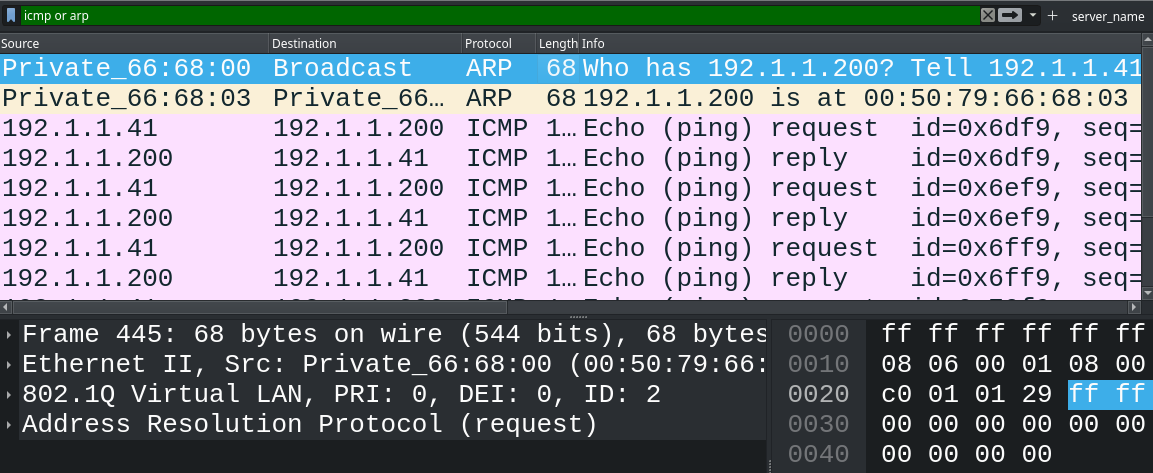 icmp or arp server_name
Source Destination Protocol Length Info
Private_66:68:00 Broadcast ARP 68 Who has 192.1.1.200? Tell 192.1.1.41
Private_66:68:03 Private_66… ARP 68 192.1.1.200 is at 00:50:79:66:68:03
192.1.1.41 192.1.1.200 ICMP 1… Echo (ping) request id=0x6df9, seq=
192.1.1.200 192.1.1.41 ICMP 1… Echo (ping) reply id=0x6df9, seq=
192.1.1.41 192.1.1.200 ICMP 1… Echo (ping) request id=0x6ef9, seq=
192.1.1.200 192.1.1.41 ICMP 1… Echo (ping) reply id=0x6ef9, seq=
192.1.1.41 192.1.1.200 ICMP 1… Echo (ping) request id=0x6ff9, seq=
192.1.1.200 192.1.1.41 ICMP 1… Echo (ping) reply id=0x6ff9, seq=
Frame 445: 68 bytes on wire (544 bits), 68 bytes
Ethernet II, Src: Private_66:68:00 (00:50:79:66:
802.1Q Virtual LAN, PRI: 0, DEI: 0, ID: 2
Address Resolution Protocol (request)
0000 ff ff ff ff ff ff
0010 08 06 00 01 08 00
0020 c0 01 01 29 ff ff
0030 00 00 00 00 00 00
0040 00 00 00 00